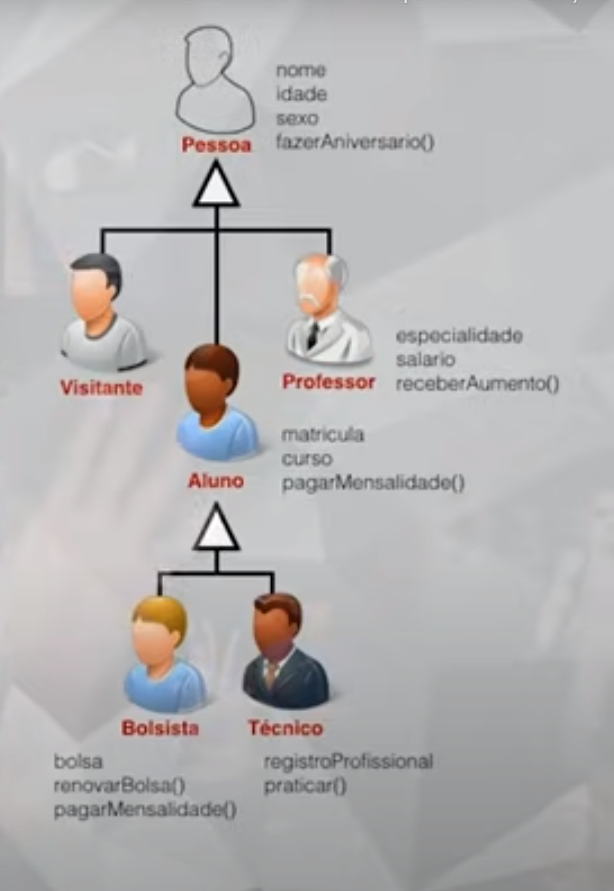 nome
idade
sexo
fazerAniversario()
Pessoa
Visitante
Professor
especialidade
salario
receberAumento()
Aluno
matricula
curso
pagarMensalidade()
Bolsista
bolsa
renovarBolsa()
pagarMensalidade()
Técnico
registroProfissional
praticar()